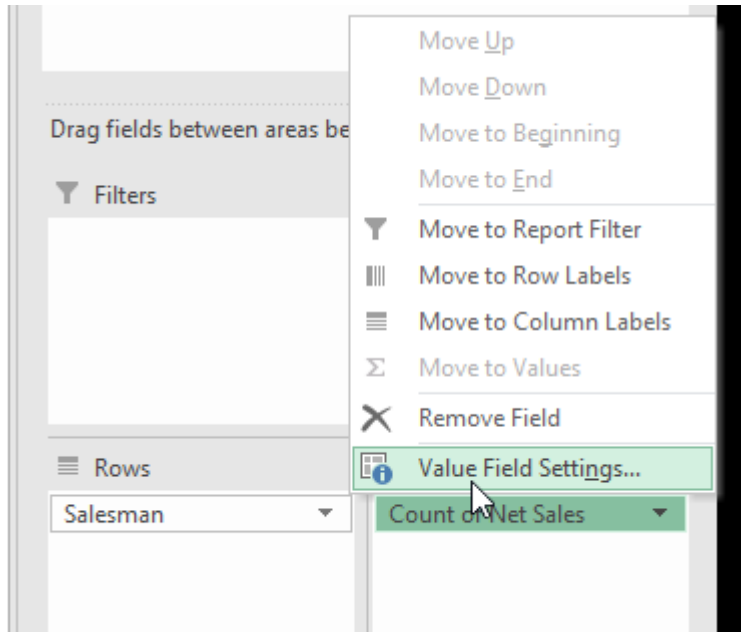 Move Up
Move Down
Drag fields between areas be
Move to Beginning
Move to End
Filters
Move to Report Filter
Move to Row Labels
Move to Column Labels
Σ Move to Values
Remove Field
Rows
Value Field Settings...
Salesman
Count of Net Sales